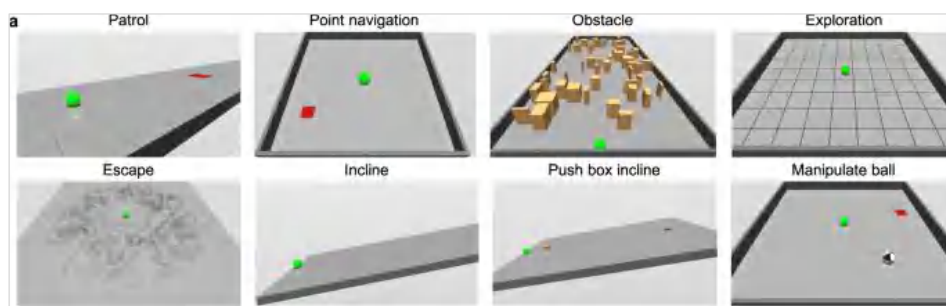 a
Patrol
Point navigation
Obstacle
Exploration
Escape
Incline
Push box incline
Manipulate ball